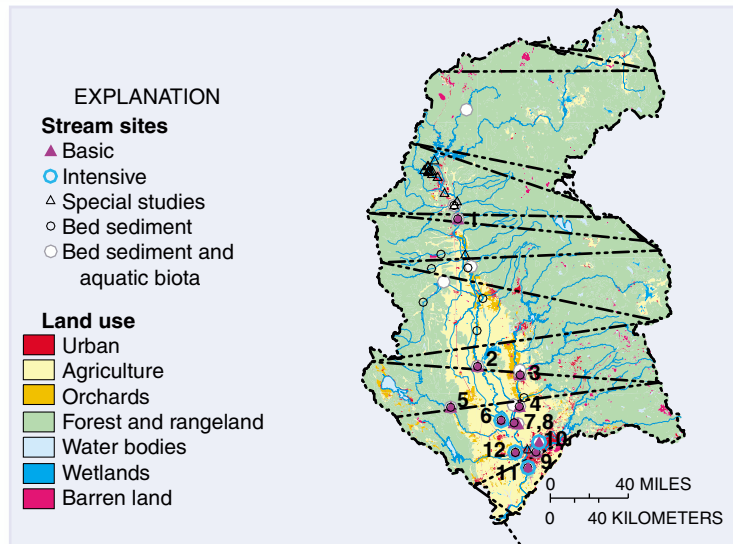 EXPLANATION
Stream sites
Basic
Intensive
Special studies
Bed sediment
Bed sediment and
aquatic biota
Land use
Urban
Agriculture
Orchards
Forest and rangeland
Water bodies
Wetlands
Barren land
1
2
3
5
4
6
7,8
10
12
9
11
0 40 MILES
0 40 KILOMETERS